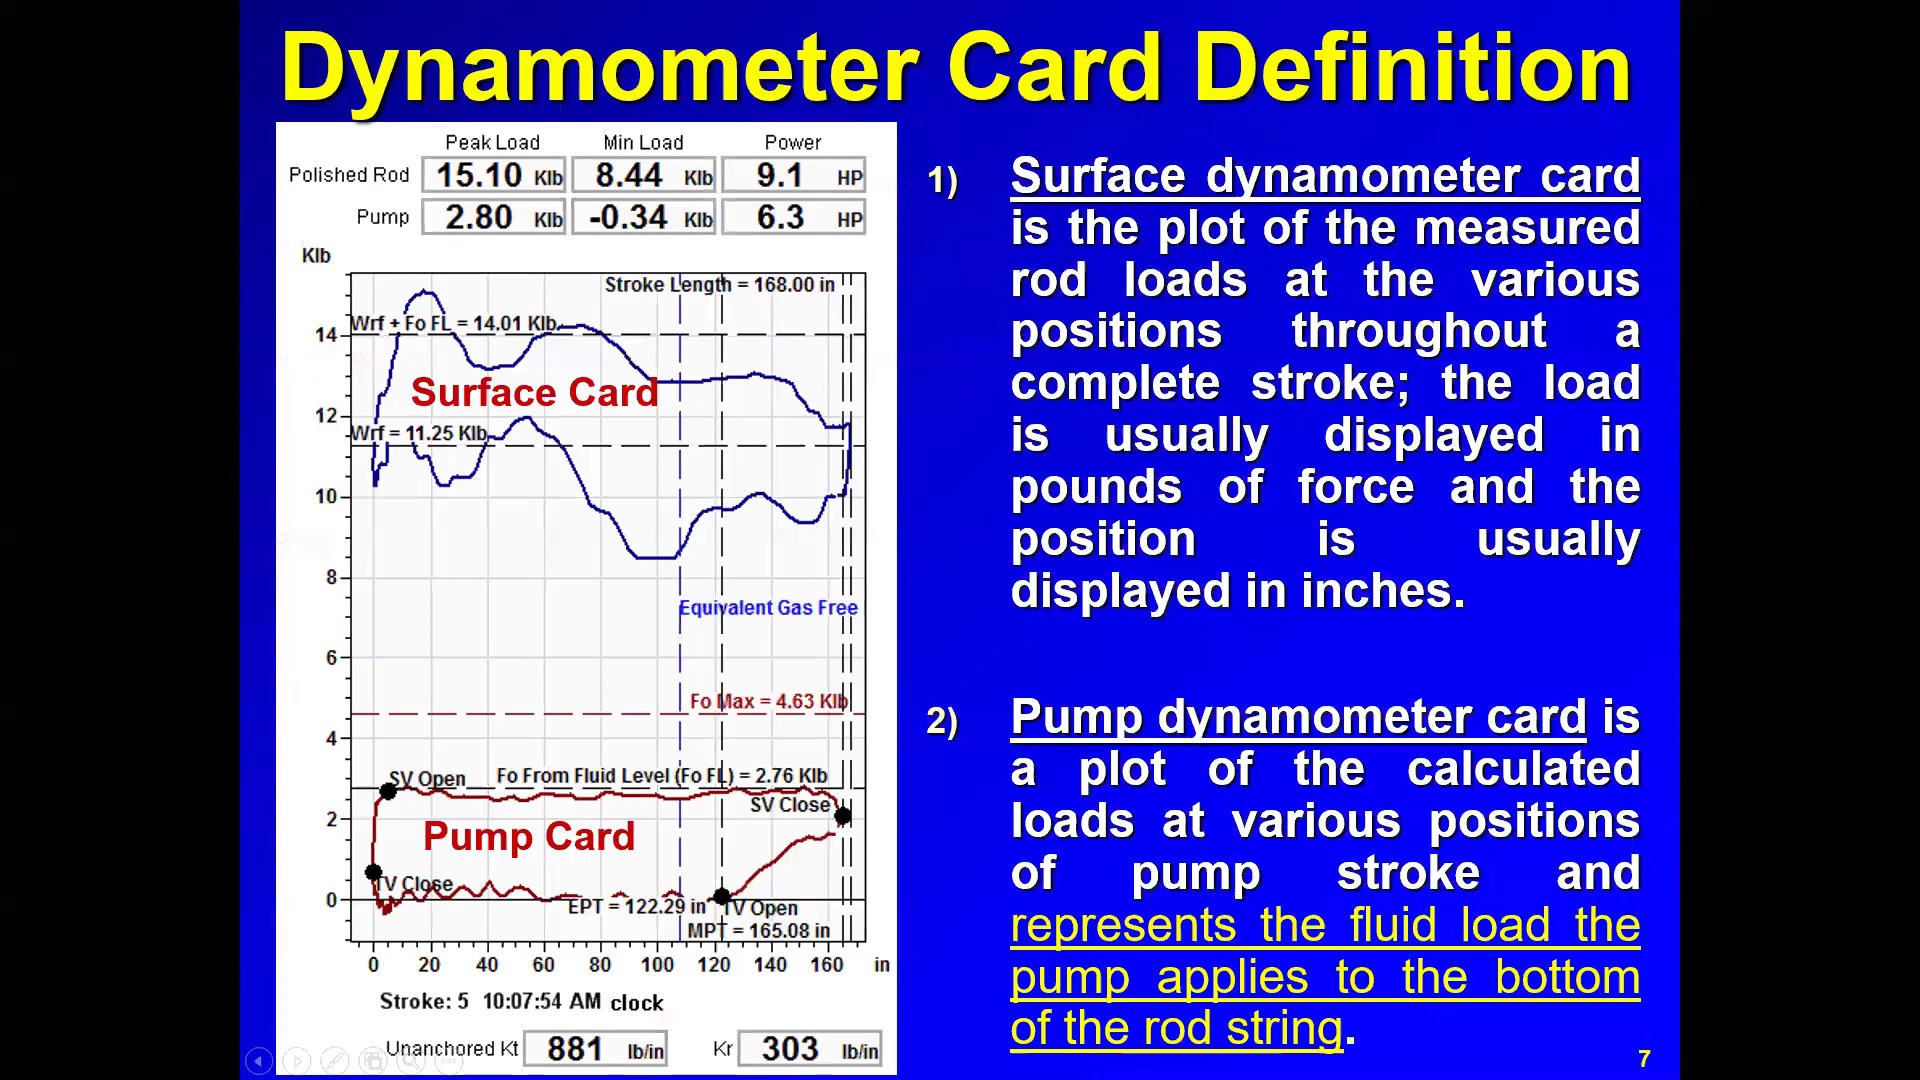 Dynamometer Card Definition
Peak Load Min Load Power
Polished Rod 15.10 Klb 8.44 Klb 9.1 HP
Pump 2.80 Klb -0.34 Klb 6.3 HP
Klb
Stroke Length = 168.00 in
Wrf + Fo FL = 14.01 Klb
14
Surface Card
12
Wrf = 11.25 Klb
10
8
Equivalent Gas Free
6
Fo Max = 4.63 Klb
4
SV Open Fo From Fluid Level (Fo FL) = 2.76 Klb
SV Close
2
Pump Card
TV Close
0
EPT = 122.29 in TV Open
MPT = 165.08 in
0 20 40 60 80 100 120 140 160 in
Stroke: 5 10:07:54 AM clock
Unanchored Kt 881 lb/in Kr 303 lb/in
1) Surface dynamometer card
is the plot of the measured
rod loads at the various
positions throughout a
complete stroke; the load
is usually displayed in
pounds of force and the
position is usually
displayed in inches.
2) Pump dynamometer card is
a plot of the calculated
loads at various positions
of pump stroke and
represents the fluid load the
pump applies to the bottom
of the rod string.
7